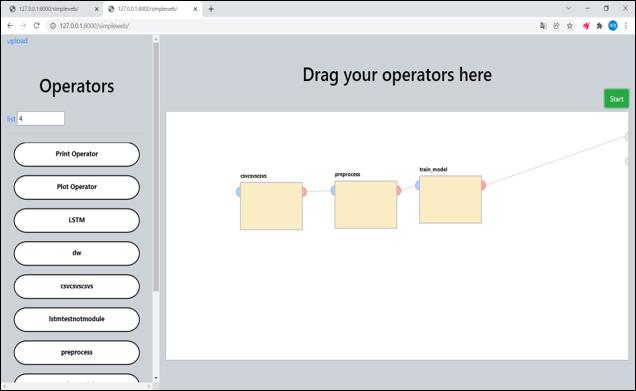 127.0.0.1:8000/simpleweb/
127.0.0.1:8000/simpleweb/
127.0.0.1:8000/simpleweb/
upload
Operators
list 4
Print Operator
Plot Operator
LSTM
dw
csvcsvscsvs
lstmtestnotmodule
preprocess
Drag your operators here
Start
csvcsvscsvs
preprocess
train_model